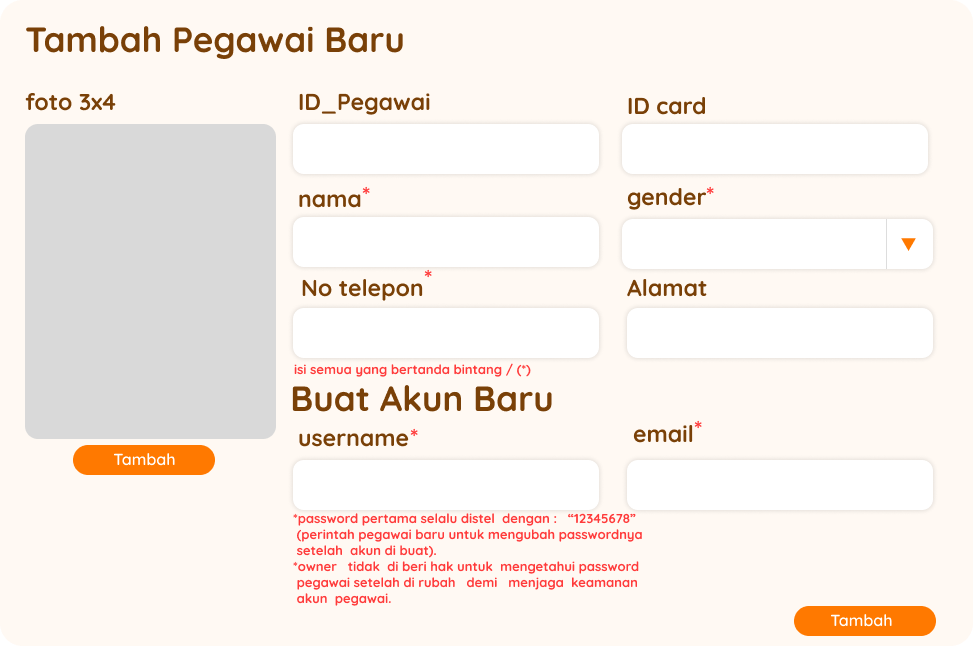 Tambah Pegawai Baru
foto 3x4
ID_Pegawai
ID card
nama*
gender*
No telepon*
Alamat
isi semua yang bertanda bintang / (*)
Buat Akun Baru
username*
email*
Tambah
*password pertama selalu distel dengan : “12345678”
(perintah pegawai baru untuk mengubah passwordnya
setelah akun di buat).
*owner tidak di beri hak untuk mengetahui password
pegawai setelah di rubah demi menjaga keamanan
akun pegawai.
Tambah